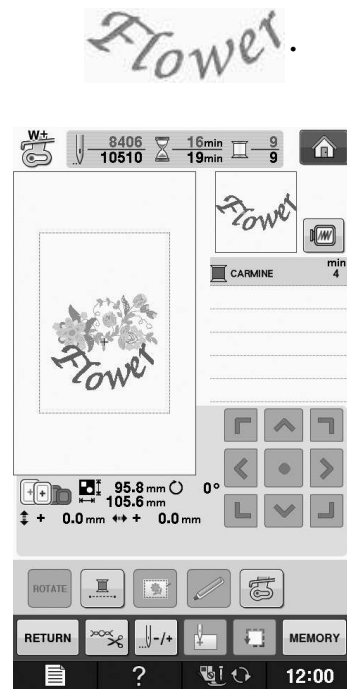 Flower.
W+
8406 16min 9
10510 19min 9
Flower
min
CARMINE 4
Flower
95.8 mm 0°
105.6 mm
+ 0.0 mm + 0.0 mm
ROTATE
RETURN -/+ MEMORY
? 12:00